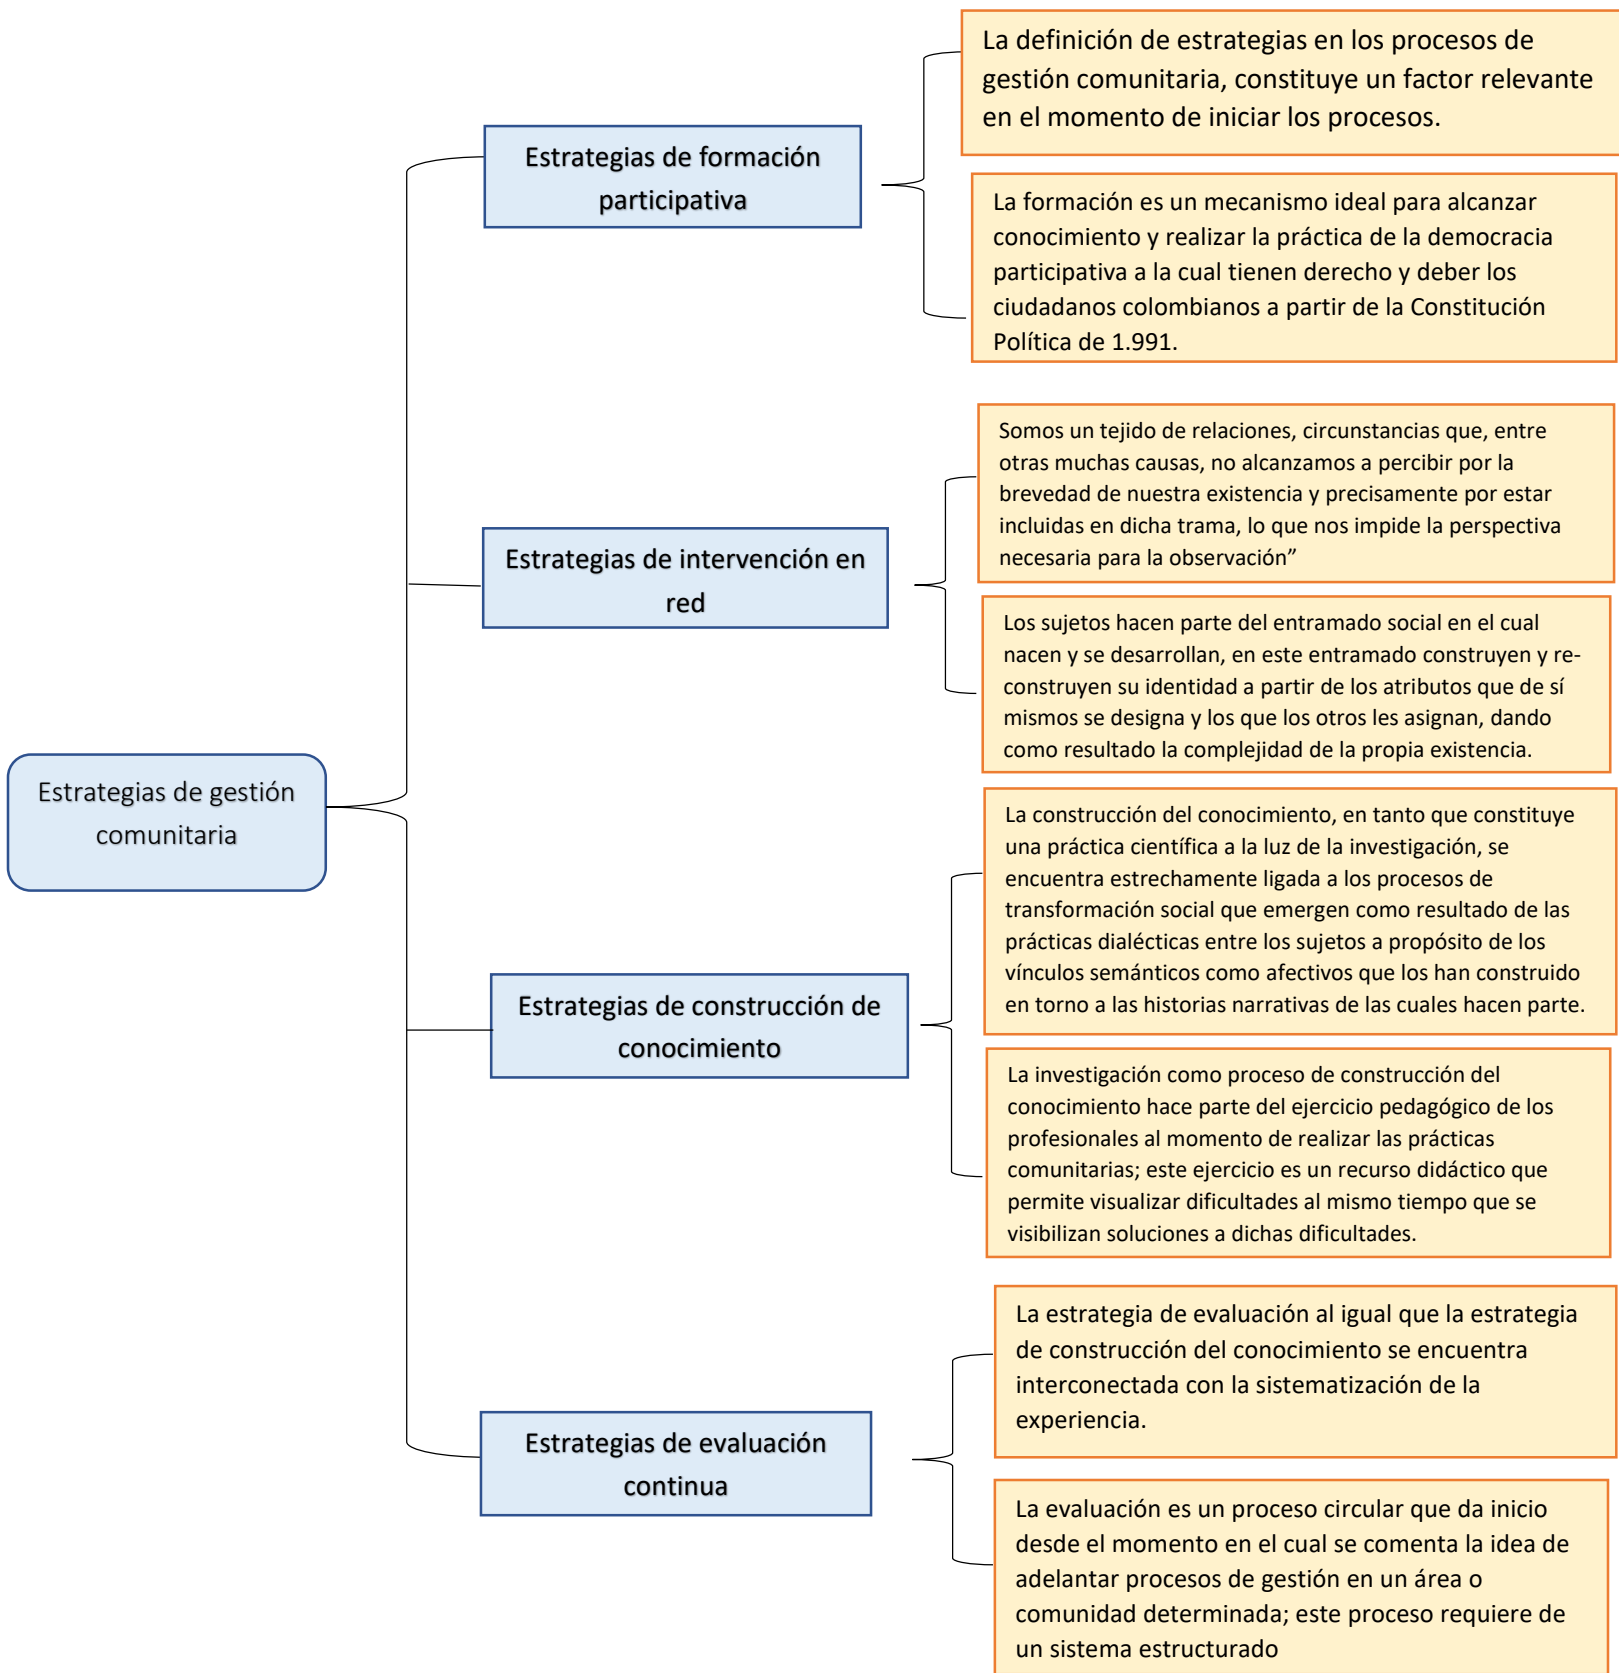 Estrategias de gestión
comunitaria
Estrategias de formación
participativa
La definición de estrategias en los procesos de
gestión comunitaria, constituye un factor relevante
en el momento de iniciar los procesos.
La formación es un mecanismo ideal para alcanzar
conocimiento y realizar la práctica de la democracia
participativa a la cual tienen derecho y deber los
ciudadanos colombianos a partir de la Constitución
Política de 1.991.
Estrategias de intervención en
red
Somos un tejido de relaciones, circunstancias que, entre
otras muchas causas, no alcanzamos a percibir por la
brevedad de nuestra existencia y precisamente por estar
incluidas en dicha trama, lo que nos impide la perspectiva
necesaria para la observación”
Los sujetos hacen parte del entramado social en el cual
nacen y se desarrollan, en este entramado construyen y re-
construyen su identidad a partir de los atributos que de sí
mismos se designa y los que los otros les asignan, dando
como resultado la complejidad de la propia existencia.
Estrategias de construcción de
conocimiento
La construcción del conocimiento, en tanto que constituye
una práctica científica a la luz de la investigación, se
encuentra estrechamente ligada a los procesos de
transformación social que emergen como resultado de las
prácticas dialécticas entre los sujetos a propósito de los
vínculos semánticos como afectivos que los han construido
en torno a las historias narrativas de las cuales hacen parte.
La investigación como proceso de construcción del
conocimiento hace parte del ejercicio pedagógico de los
profesionales al momento de realizar las prácticas
comunitarias; este ejercicio es un recurso didáctico que
permite visualizar dificultades al mismo tiempo que se
visibilizan soluciones a dichas dificultades.
Estrategias de evaluación
continua
La estrategia de evaluación al igual que la estrategia
de construcción del conocimiento se encuentra
interconectada con la sistematización de la
experiencia.
La evaluación es un proceso circular que da inicio
desde el momento en el cual se comenta la idea de
adelantar procesos de gestión en un área o
comunidad determinada; este proceso requiere de
un sistema estructurado